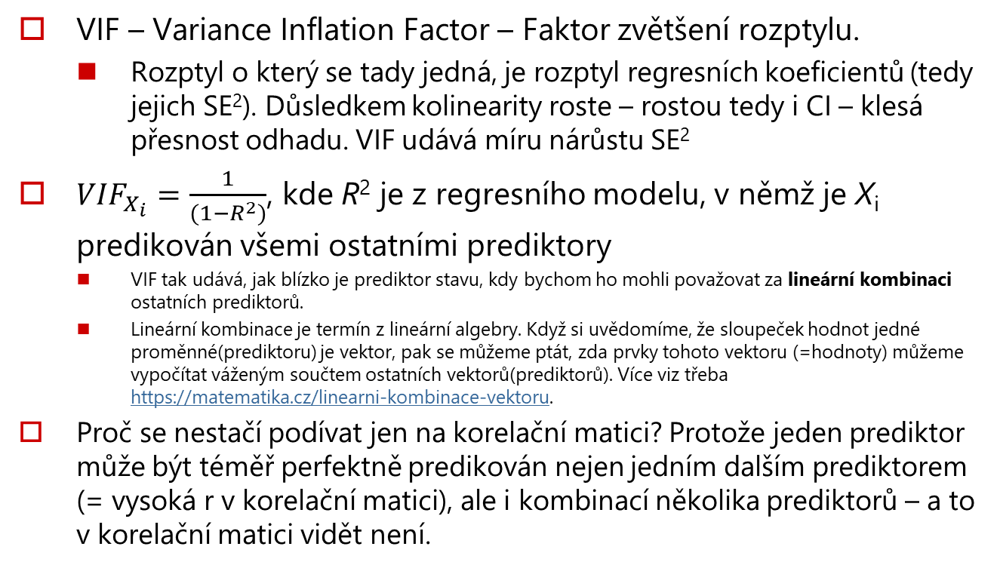 VIF – Variance Inflation Factor – Faktor zvětšení rozptylu.
Rozptyl o který se tady jedná, je rozptyl regresních koeficientů (tedy
jejich SE²). Důsledkem kolinearity roste – rostou tedy i CI – klesá
přesnost odhadu. VIF udává míru nárůstu SE²
VIF_{X_i} = \frac{1}{(1−R²)}, kde R² je z regresního modelu, v němž je X_i
predikován všemi ostatními prediktory
VIF tak udává, jak blízko je prediktor stavu, kdy bychom ho mohli považovat za lineární kombinaci
ostatních prediktorů.
Lineární kombinace je termín z lineární algebry. Když si uvědomíme, že sloupeček hodnot jedné
proměnné(prediktoru) je vektor, pak se můžeme ptát, zda prvky tohoto vektoru (=hodnoty) můžeme
vypočítat váženým součtem ostatních vektorů(prediktorů). Více viz třeba
https://matematika.cz/linearni-kombinace-vektoru.
Proč se nestačí podívat jen na korelační matici? Protože jeden prediktor
může být téměř perfektně predikován nejen jedním dalším prediktorem
(= vysoká r v korelační matici), ale i kombinací několika prediktorů – a to
v korelační matici vidět není.